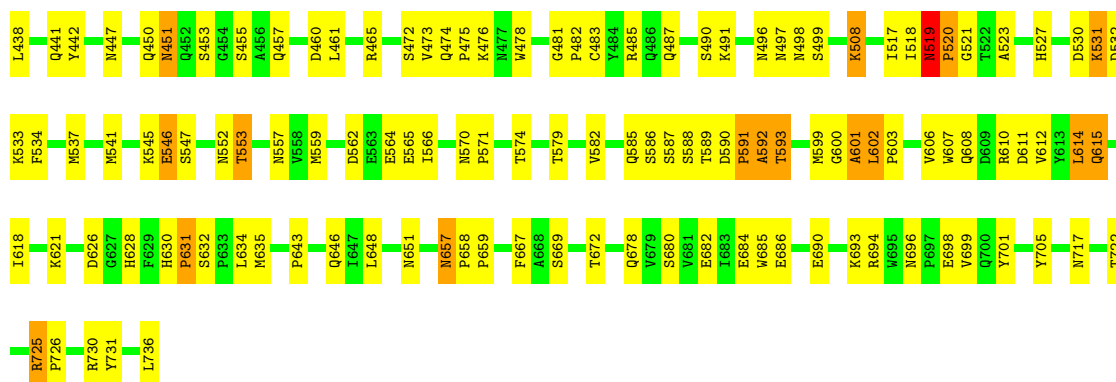 L438 Q441 Y442 N447 Q450 N451 Q452 S453 G454 S455 A456 Q457 D460 L461 R465 S472 V473 Q474 P475 K476 N477 W478 G481 P482 C483 Y484 R485 Q486 Q487 S490 K491 N496 N497 N498 S499 K508 I517 I518 N519 P520 G521 T522 A523 H527 D530 K531 D532
K533 F534 M537 M541 K545 E546 S547 N552 T553 N557 V558 M559 D562 E563 E564 E565 I566 N570 P571 T574 T579 V582 Q585 S586 S587 S588 T589 D590 P591 A592 T593 M599 G600 A601 L602 P603 V606 W607 Q608 D609 R610 D611 V612 Y613 L614 Q615
I618 K621 D626 G627 H628 F629 H630 P631 S632 P633 L634 M635 P643 Q646 I647 L648 N651 N657 P658 P659 F667 A668 S669 T672 Q678 V679 S680 V681 E682 I683 E684 W685 E686 E690 K693 R694 W695 N696 P697 E698 V699 Q700 Y701 Y705 N717
R725 P726 R730 Y731 L736